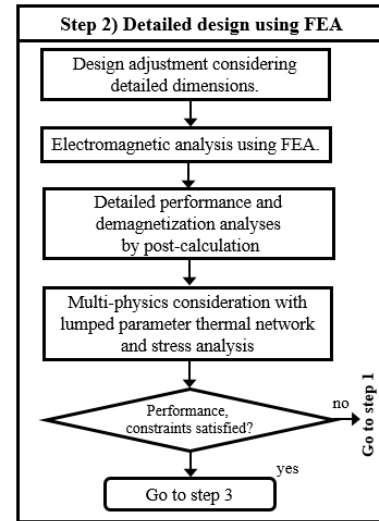 Step 2) Detailed design using FEA
Design adjustment considering
detailed dimensions.
Electromagnetic analysis using FEA.
Detailed performance and
demagnetization analyses
by post-calculation
Multi-physics consideration with
lumped parameter thermal network
and stress analysis
Performance,
constraints satisfied?
no
Go to step 1
yes
Go to step 3